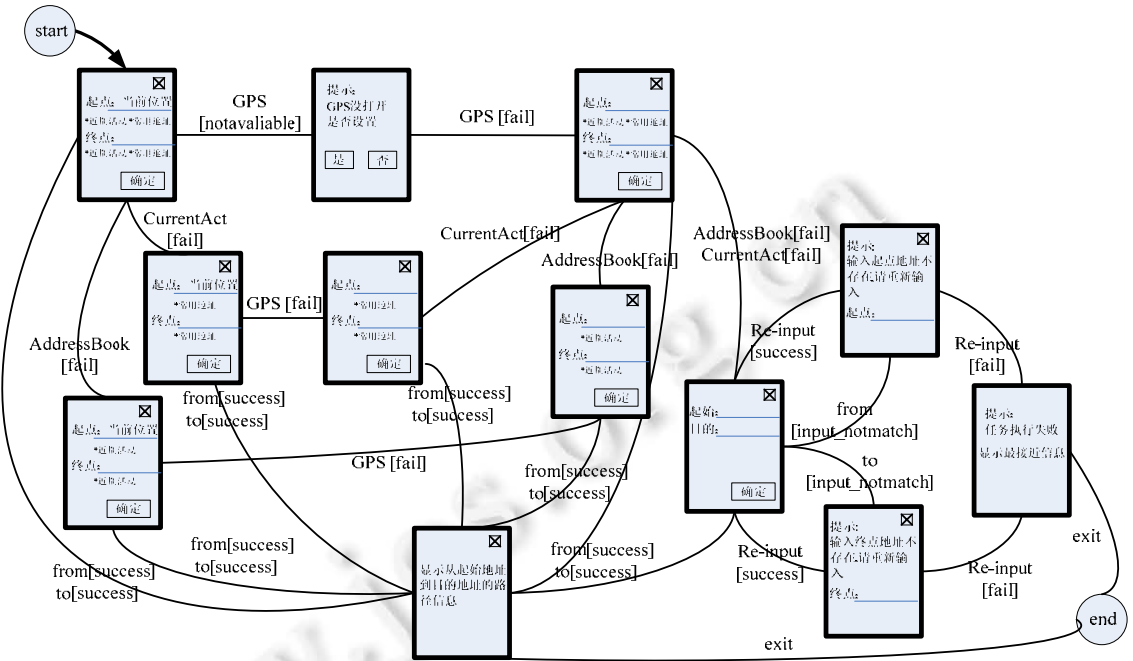 start
起点: 当前位置
*近期活动*常用地址
终点:
*近期活动*常用地址
确定
GPS
[notavaliable]
提示:
GPS没打开
是否设置
是
否
GPS [fail]
起点:
*近期活动*常用地址
终点:
*近期活动*常用地址
确定
CurrentAct
[fail]
起点: 当前位置
*常用地址
终点:
*常用地址
确定
GPS [fail]
起点:
*常用地址
终点:
*常用地址
确定
CurrentAct[fail]
AddressBook[fail]
起点:
*近期活动
终点:
*近期活动
确定
AddressBook[fail]
CurrentAct[fail]
提示:
输入起点地址不
存在,请重新输
入
起点:
Re-input
[success]
Re-input
[fail]
AddressBook
[fail]
起点: 当前位置
*近期活动
终点:
*近期活动
确定
from[success]
to[success]
from[success]
to[success]
GPS [fail]
from[success]
to[success]
起始:
目的:
确定
from
[input_notmatch]
to
[input_notmatch]
提示:
任务执行失败
显示最接近信息
from[success]
to[success]
from[success]
to[success]
显示从起始地址
到目的地址的路
径信息
from[success]
to[success]
Re-input
[success]
提示:
输入终点地址不
存在,请重新输
入
终点:
Re-input
[fail]
exit
exit
end